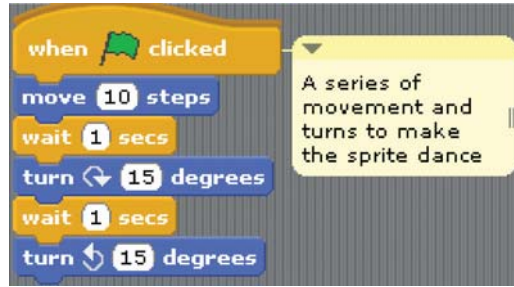 when clicked
move 10 steps
wait 1 secs
turn 15 degrees
wait 1 secs
turn 15 degrees
A series of
movement and
turns to make
the sprite dance